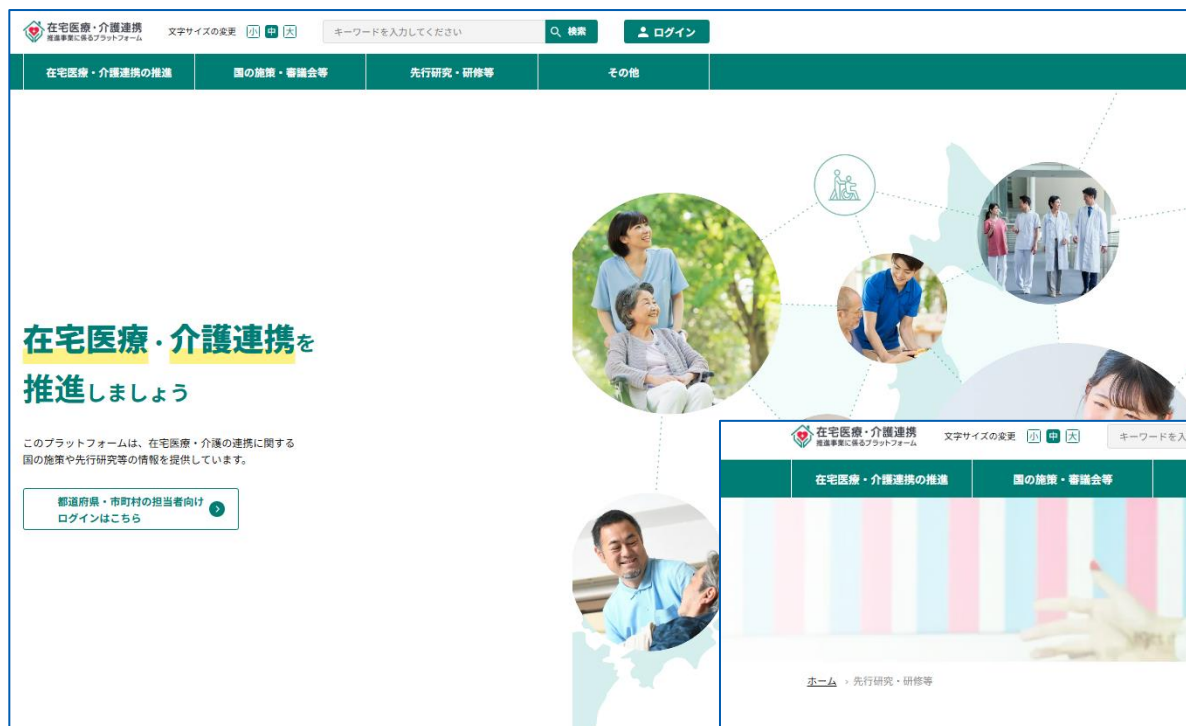 在宅医療・介護連携
推進事業に係るプラットフォーム
文字サイズの変更 小 中 大
キーワードを入力してください
検索
ログイン
在宅医療・介護連携の推進
国の施策・審議会等
先行研究・研修等
その他
在宅医療・介護連携を
推進しましょう
このプラットフォームは、在宅医療・介護の連携に関する
国の施策や先行研究等の情報を提供しています。
都道府県・市町村の担当者向け
ログインはこちら
在宅医療・介護連携
推進事業に係るプラットフォーム
文字サイズの変更 小 中 大
キーワードを入
在宅医療・介護連携の推進
国の施策・審議会等
ホーム › 先行研究・研修等